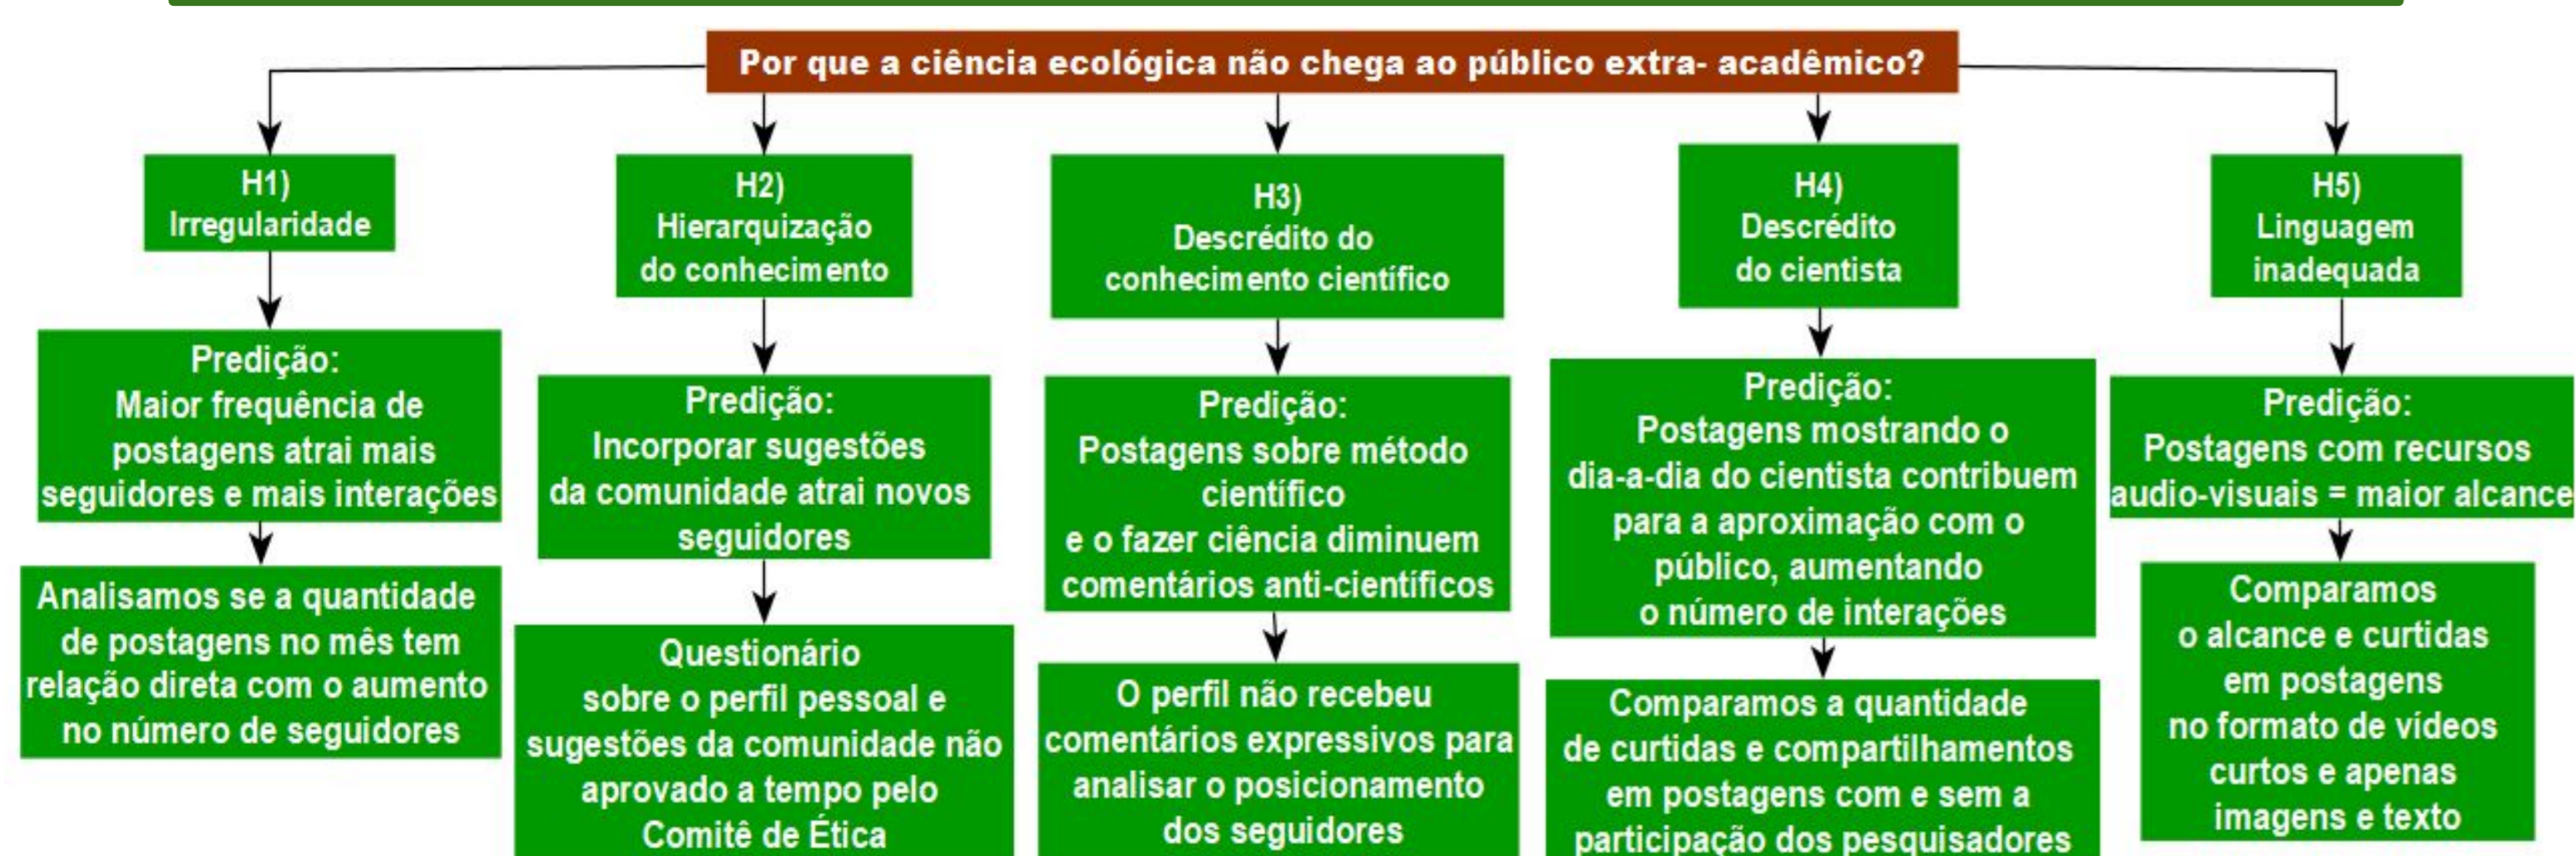 Por que a ciência ecológica não chega ao público extra- acadêmico?
H1)
Irregularidade
Predição:
Maior frequência de
postagens atrai mais
seguidores e mais interações
Analisamos se a quantidade
de postagens no mês tem
relação direta com o aumento
no número de seguidores
H2)
Hierarquização
do conhecimento
Predição:
Incorporar sugestões
da comunidade atrai novos
seguidores
Questionário
sobre o perfil pessoal e
sugestões da comunidade não
aprovado a tempo pelo
Comitê de Ética
H3)
Descrédito do
conhecimento científico
Predição:
Postagens sobre método
científico
e o fazer ciência diminuem
comentários anti-científicos
O perfil não recebeu
comentários expressivos para
analisar o posicionamento
dos seguidores
H4)
Descrédito
do cientista
Predição:
Postagens mostrando o
dia-a-dia do cientista contribuem
para a aproximação com o
público, aumentando
o número de interações
Comparamos a quantidade
de curtidas e compartilhamentos
em postagens com e sem a
participação dos pesquisadores
H5)
Linguagem
inadequada
Predição:
Postagens com recursos
audio-visuais = maior alcance
Comparamos
o alcance e curtidas
em postagens
no formato de vídeos
curtos e apenas
imagens e texto